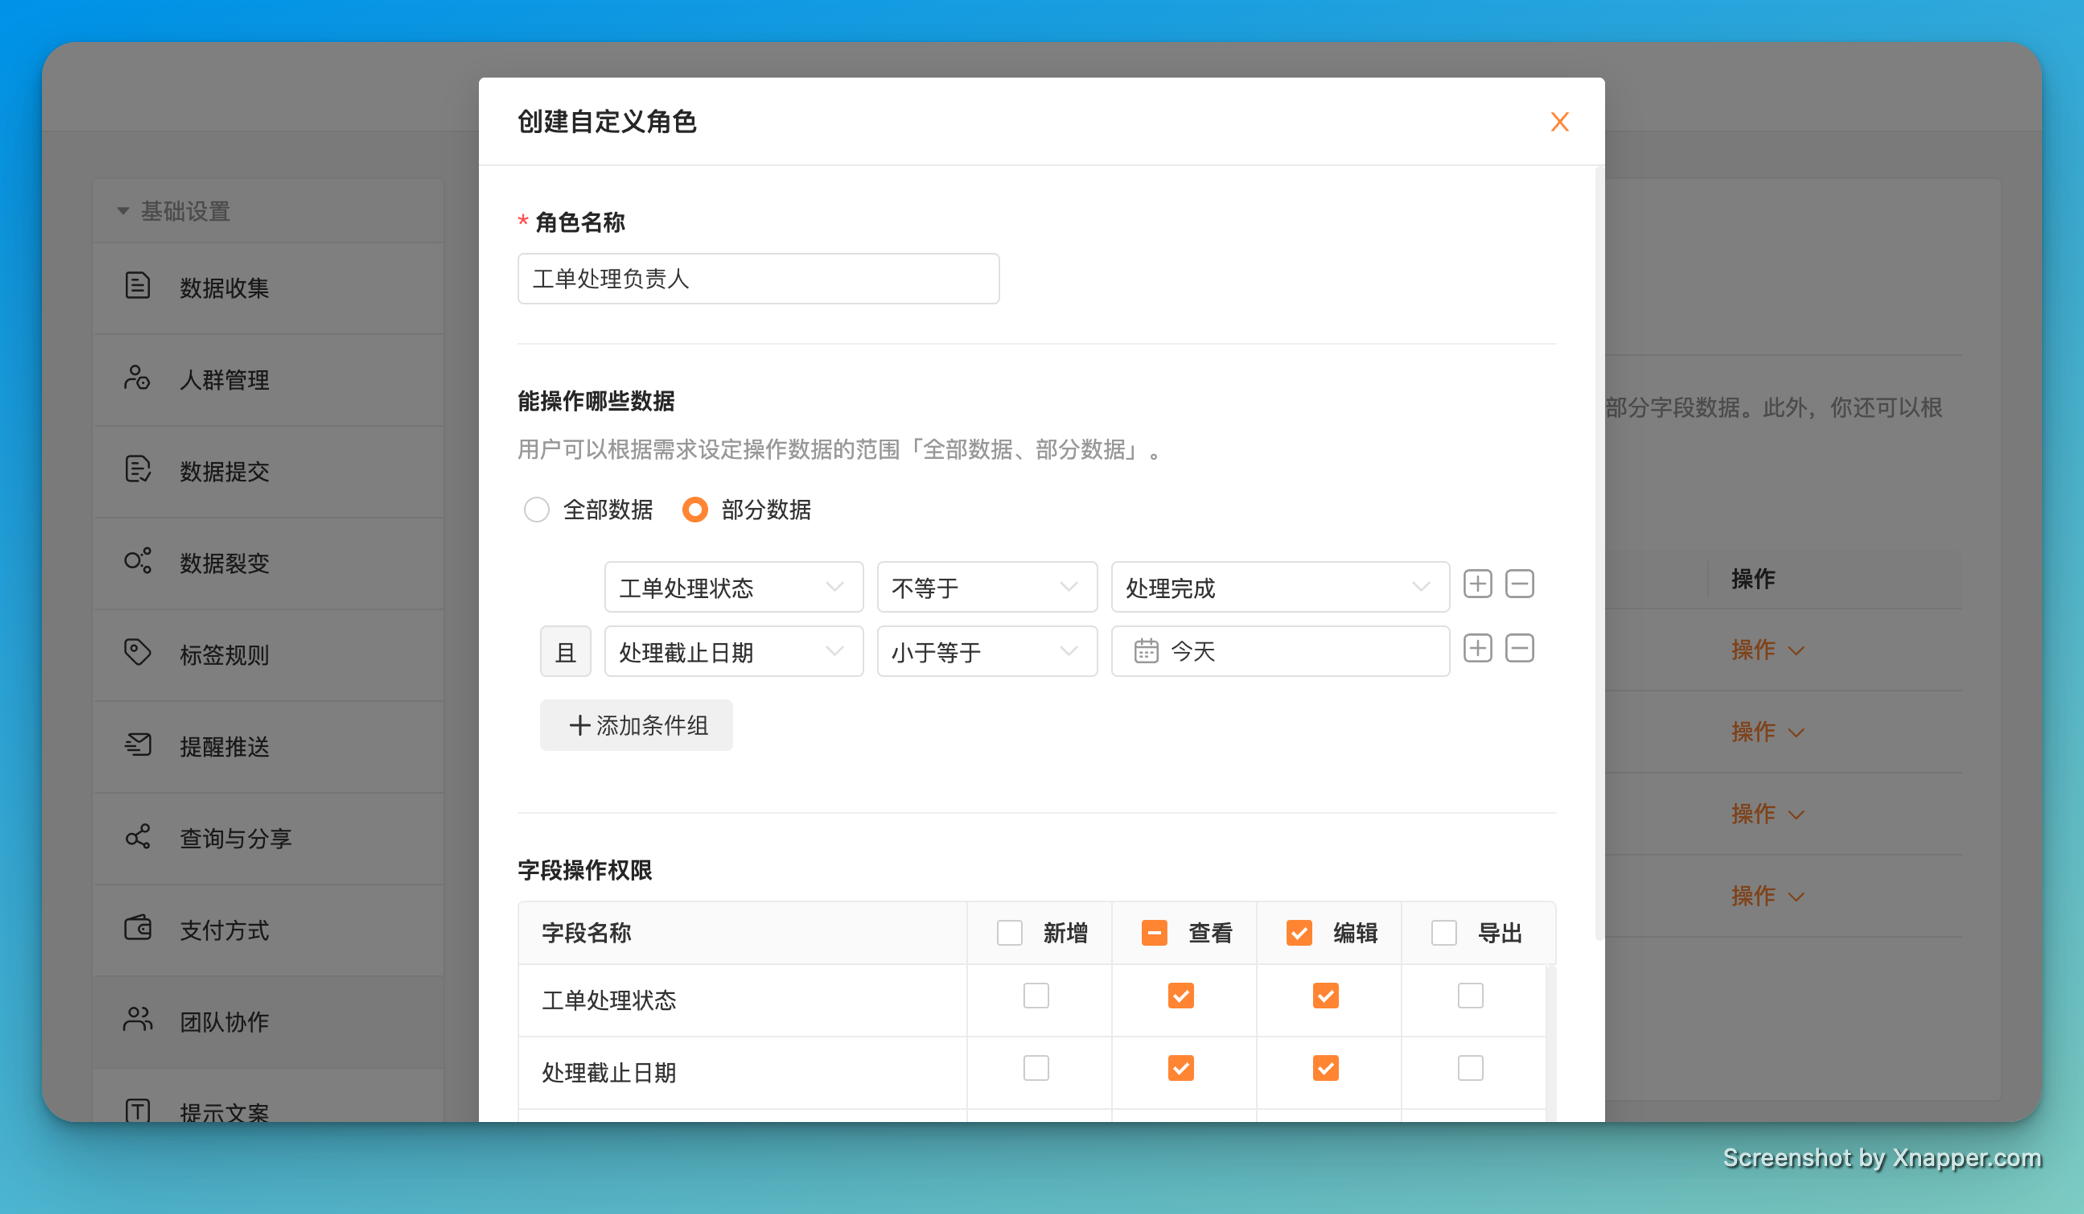 创建自定义角色
基础设置
数据收集
人群管理
数据提交
数据裂变
标签规则
提醒推送
查询与分享
支付方式
团队协作
提示文案
* 角色名称
工单处理负责人
能操作哪些数据
用户可以根据需求设定操作数据的范围「全部数据、部分数据」。
全部数据 部分数据
工单处理状态 不等于 处理完成
且 处理截止日期 小于等于 今天
添加条件组
字段操作权限
字段名称 新增 查看 编辑 导出
工单处理状态
处理截止日期
部分字段数据。此外，你还可以根
操作
操作
操作
操作
操作
Screenshot by Xnapper.com